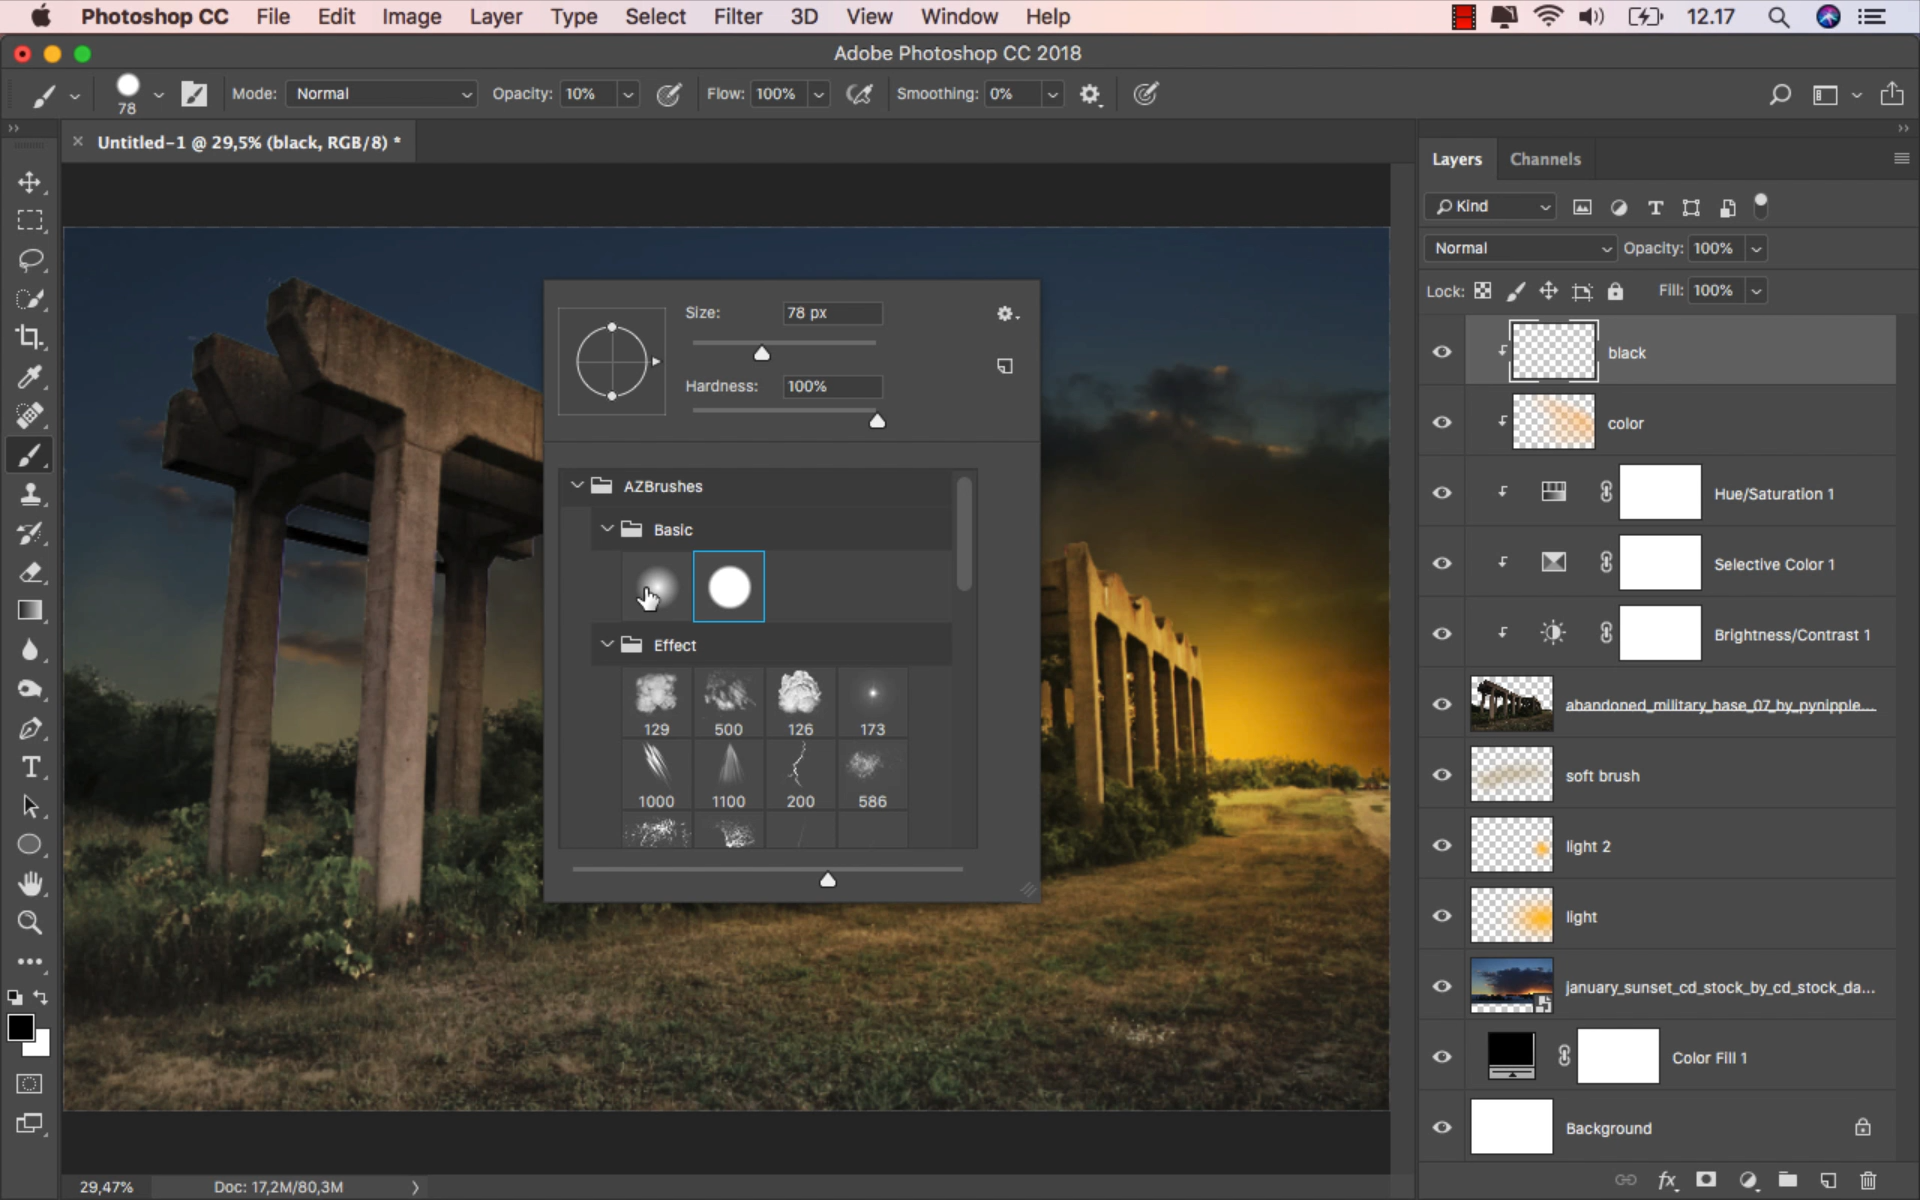 Photoshop CC File Edit Image Layer Type Select Filter 3D View Window Help 12.17
Adobe Photoshop CC 2018
78 Mode: Normal Opacity: 10% Flow: 100% Smoothing: 0%
Untitled-1 @ 29,5% (black, RGB/8) *
Layers Channels
Kind
Normal Opacity: 100%
Lock: Fill: 100%
Size: 78 px
Hardness: 100%
AZBrushes
Basic
Effect
129 500 126 173
1000 1100 200 586
black
color
Hue/Saturation 1
Selective Color 1
Brightness/Contrast 1
abandoned_military_base_07_by_pynipple...
soft brush
light 2
light
january_sunset_cd_stock_by_cd_stock_da...
Color Fill 1
Background
29,47% Doc: 17,2M/80,3M